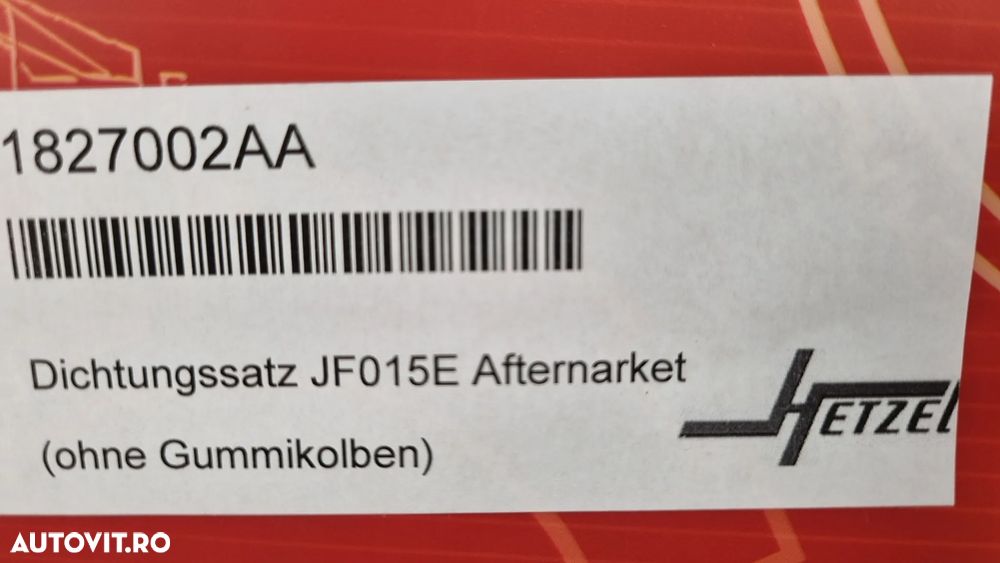 1827002AA
Dichtungssatz JF015E Afternarket
HETZEL
(ohne Gummikolben)
AUTOVIT.RO